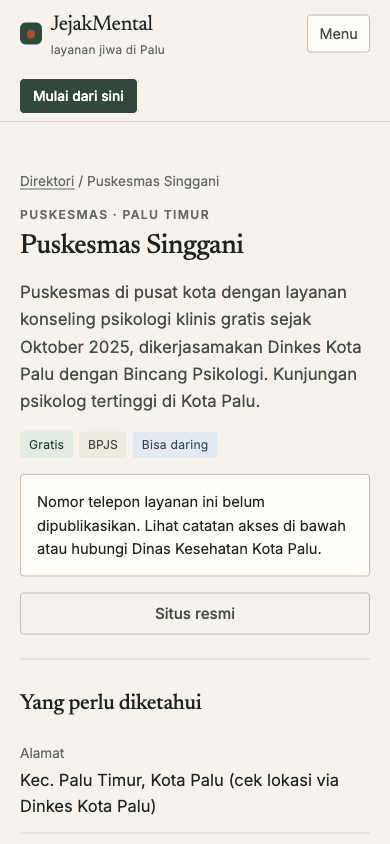 JejakMental
layanan jiwa di Palu
Menu
Mulai dari sini
Direktori / Puskesmas Singgani
PUSKESMAS · PALU TIMUR
Puskesmas Singgani
Puskesmas di pusat kota dengan layanan
konseling psikologi klinis gratis sejak
Oktober 2025, dikerjasamakan Dinkes Kota
Palu dengan Bincang Psikologi. Kunjungan
psikolog tertinggi di Kota Palu.
Gratis BPJS Bisa daring
Nomor telepon layanan ini belum
dipublikasikan. Lihat catatan akses di bawah
atau hubungi Dinas Kesehatan Kota Palu.
Situs resmi
Yang perlu diketahui
Alamat
Kec. Palu Timur, Kota Palu (cek lokasi via
Dinkes Kota Palu)